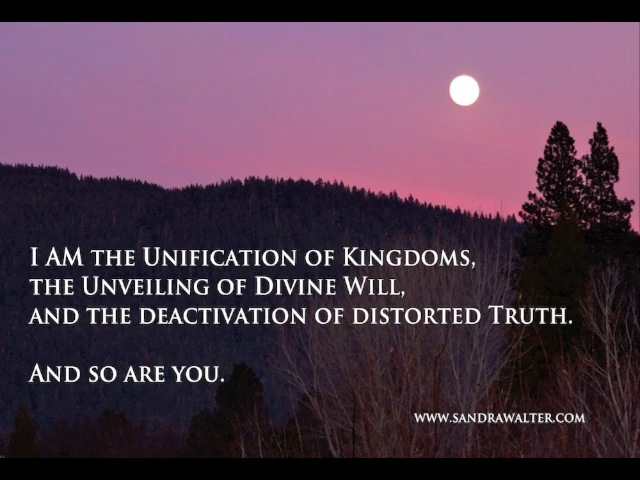 I AM the Unification of Kingdoms,
the Unveiling of Divine Will,
and the deactivation of distorted Truth.
And so are you.
www.sandrawalter.com